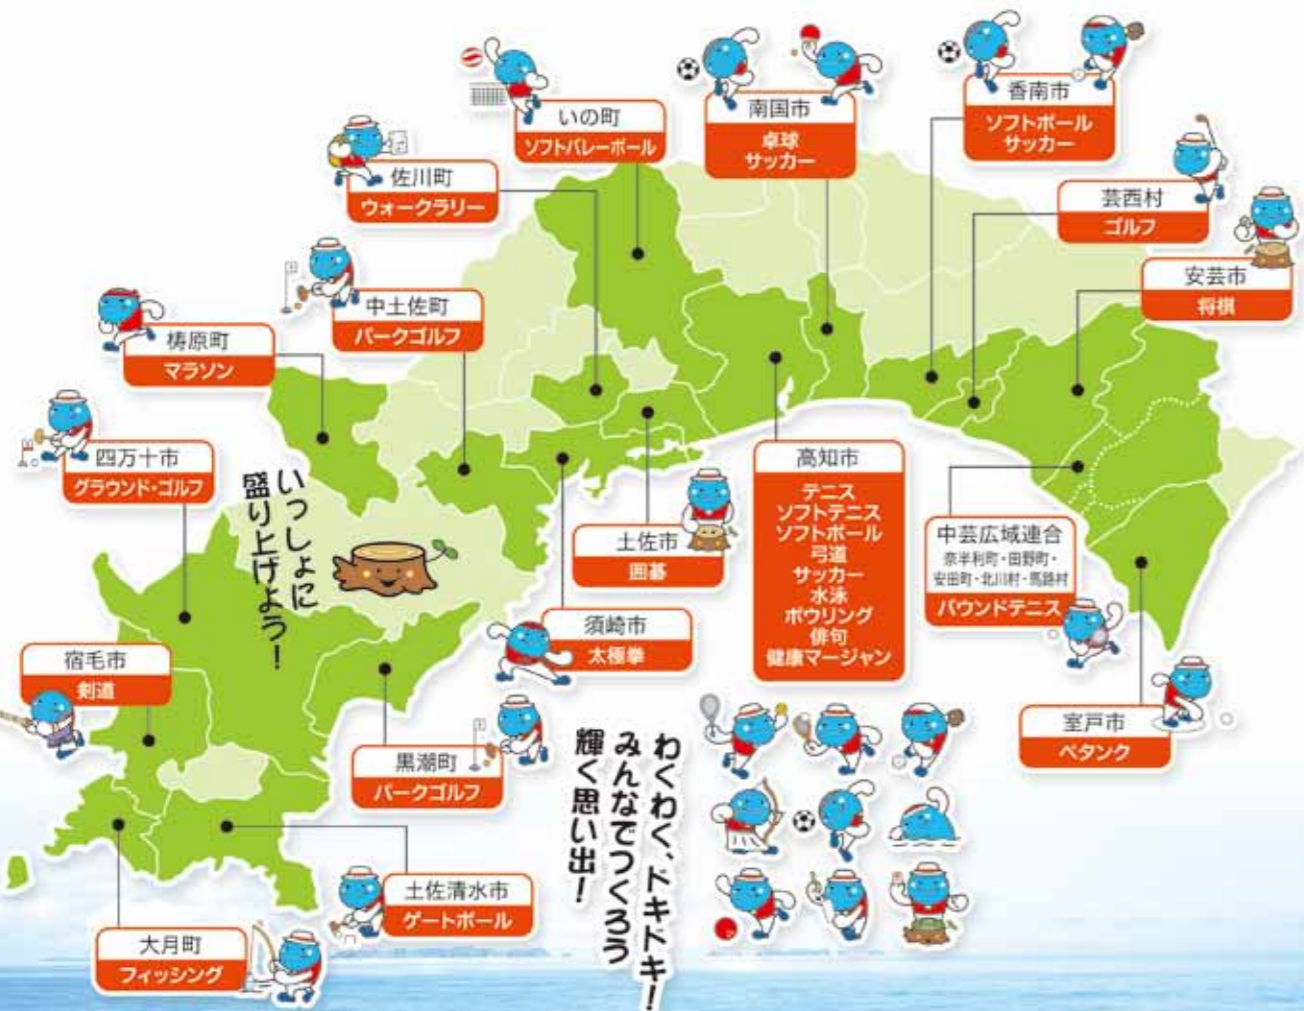 いの町
ソフトバレーボール
南国市
卓球
サッカー
香南市
ソフトボール
サッカー
佐川町
ウォークラリー
芸西村
ゴルフ
安芸市
将棋
中土佐町
パークゴルフ
梼原町
マラソン
四万十市
グラウンド・ゴルフ
いっしょに
盛り上げよう!
高知市
テニス
ソフトテニス
ソフトボール
弓道
サッカー
水泳
ボウリング
俳句
健康マージャン
土佐市
囲碁
中芸広域連合
奈半利町・田野町・
安田町・北川村・馬路村
バウンドテニス
須崎市
太極拳
宿毛市
剣道
室戸市
ペタンク
黒潮町
パークゴルフ
わくわく、ドキドキ!
みんなでつくろう
輝く思い出!
土佐清水市
ゲートボール
大月町
フィッシング